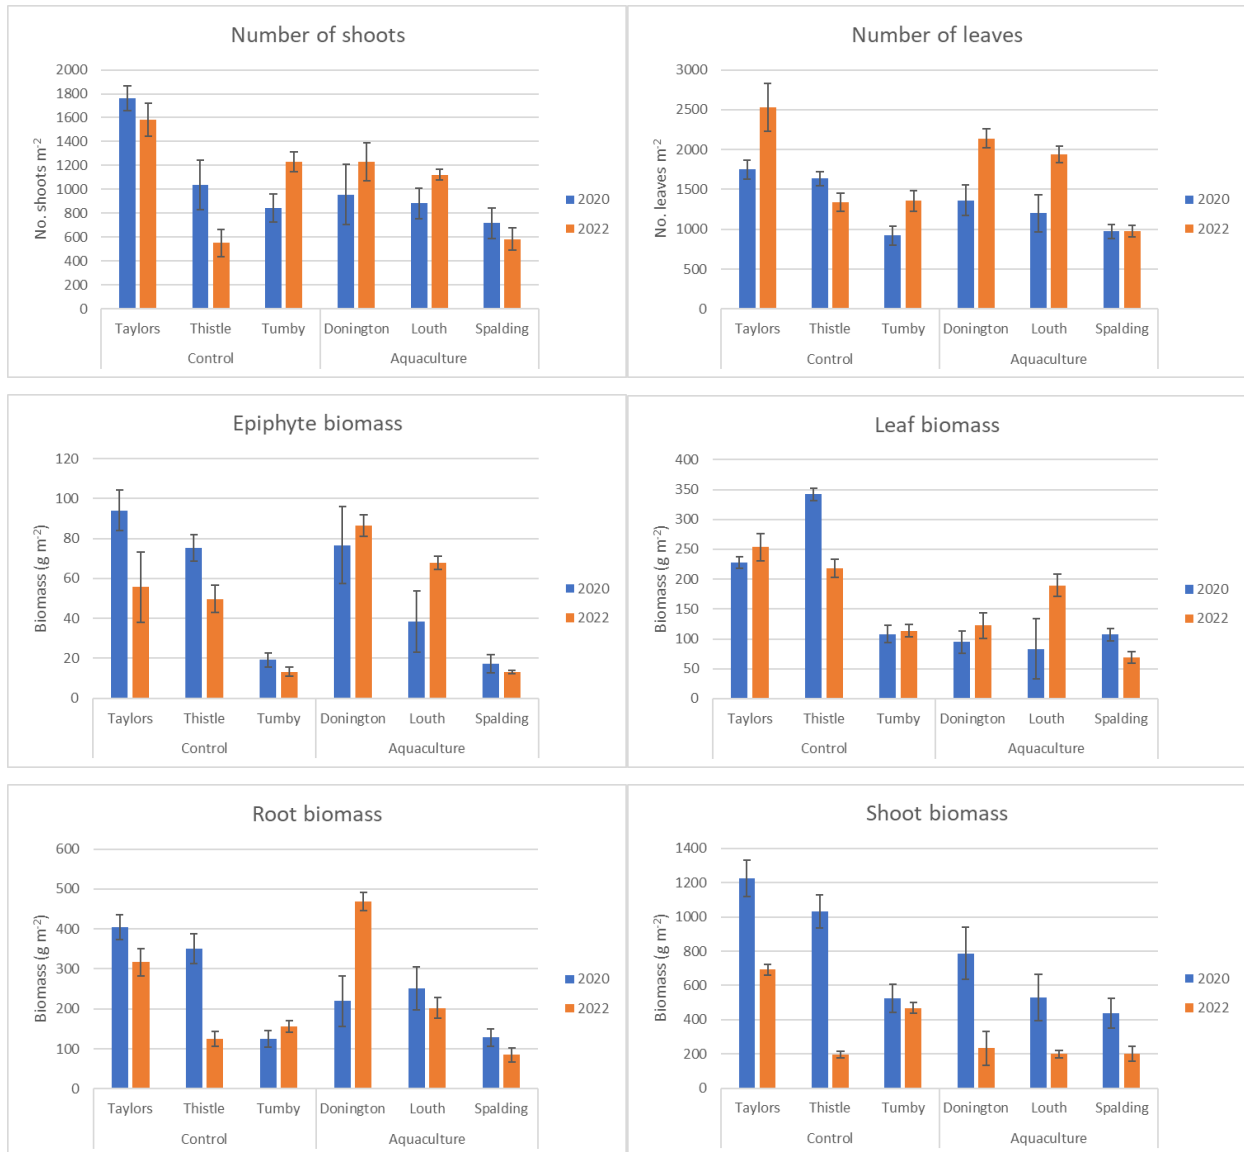 Number of shoots
No. shoots m-2
2000
1800
1600
1400
1200
1000
800
600
400
200
0
Taylors Thistle Tumby Donington Louth Spalding
Control Aquaculture
2020
2022
Number of leaves
No. leaves m-2
3000
2500
2000
1500
1000
500
0
Taylors Thistle Tumby Donington Louth Spalding
Control Aquaculture
2020
2022
Epiphyte biomass
Biomass (g m-2)
120
100
80
60
40
20
0
Taylors Thistle Tumby Donington Louth Spalding
Control Aquaculture
2020
2022
Leaf biomass
Biomass (g m-2)
400
350
300
250
200
150
100
50
0
Taylors Thistle Tumby Donington Louth Spalding
Control Aquaculture
2020
2022
Root biomass
Biomass (g m-2)
600
500
400
300
200
100
0
Taylors Thistle Tumby Donington Louth Spalding
Control Aquaculture
2020
2022
Shoot biomass
Biomass (g m-2)
1400
1200
1000
800
600
400
200
0
Taylors Thistle Tumby Donington Louth Spalding
Control Aquaculture
2020
2022